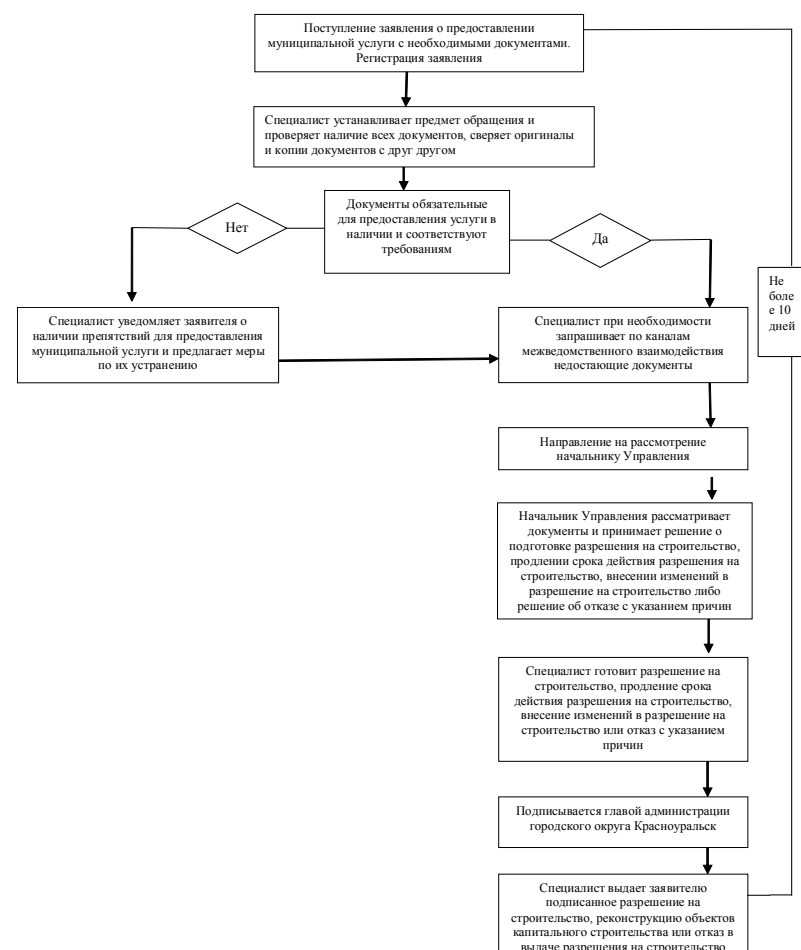 Поступление заявления о предоставлении
муниципальной услуги с необходимыми документами.
Регистрация заявления
Специалист устанавливает предмет обращения и
проверяет наличие всех документов, сверяет оригиналы
и копии документов с друг другом
Документы обязательные
для предоставления услуги в
наличии и соответствуют
требованиям
Нет
Да
Не
боле
е 10
дней
Специалист уведомляет заявителя о
наличии препятствий для предоставления
муниципальной услуги и предлагает меры
по их устранению
Специалист при необходимости
запрашивает по каналам
межведомственного взаимодействия
недостающие документы
Направление на рассмотрение
начальнику Управления
Начальник Управления рассматривает
документы и принимает решение о
подготовке разрешения на строительство,
продлении срока действия разрешения на
строительство, внесении изменений в
разрешение на строительство либо
решение об отказе с указанием причин
Специалист готовит разрешение на
строительство, продление срока
действия разрешения на строительство,
внесение изменений в разрешение на
строительство или отказ с указанием
причин
Подписывается главой администрации
городского округа Красноуральск
Специалист выдает заявителю
подписанное разрешение на
строительство, реконструкцию объектов
капитального строительства или отказ в
выдаче разрешения на строительство